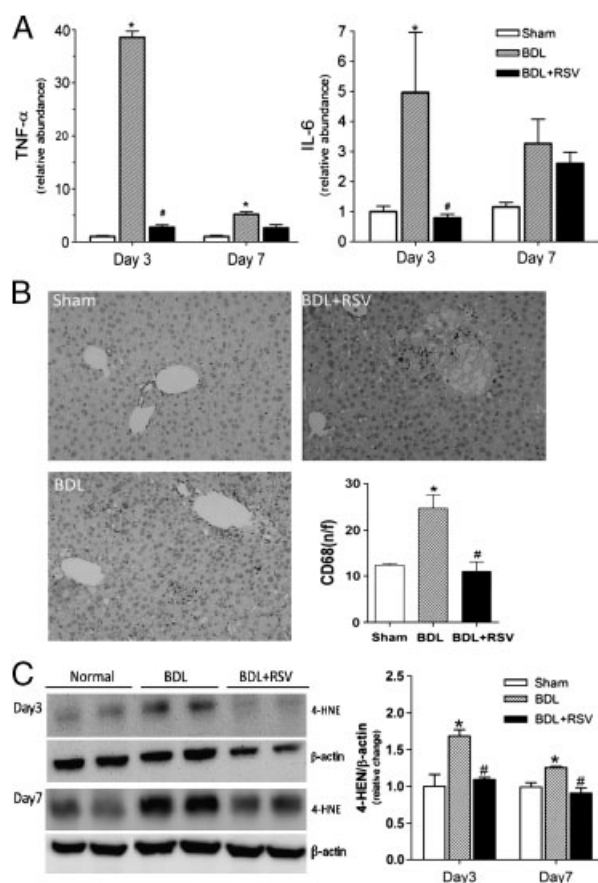 A
TNF-α
(relative abundance)
40
30
20
10
0
*
#
*
Day 3
Day 7
IL-6
(relative abundance)
7
6
5
4
3
2
1
0
*
#
Day 3
Day 7
Sham
BDL
BDL+RSV
B
Sham
BDL+RSV
BDL
CD68(n/f)
30
20
10
0
*
#
Sham BDL BDL+RSV
C
Normal BDL BDL+RSV
Day3
4-HNE
β-actin
Day7
4-HNE
β-actin
4-HEN/β-actin
(relative change)
2.5
2.0
1.5
1.0
0.5
0.0
*
#
*
#
Day3
Day7
Sham
BDL
BDL+RSV